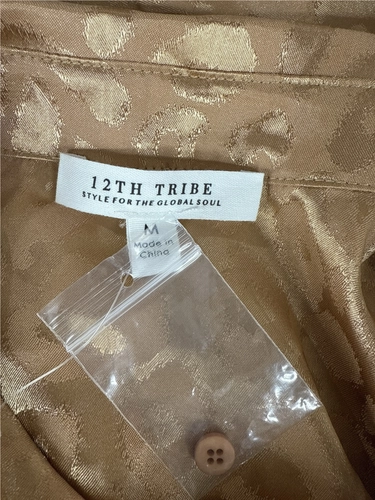 12TH TRIBE
STYLE FOR THE GLOBAL SOUL
M
Made in
China